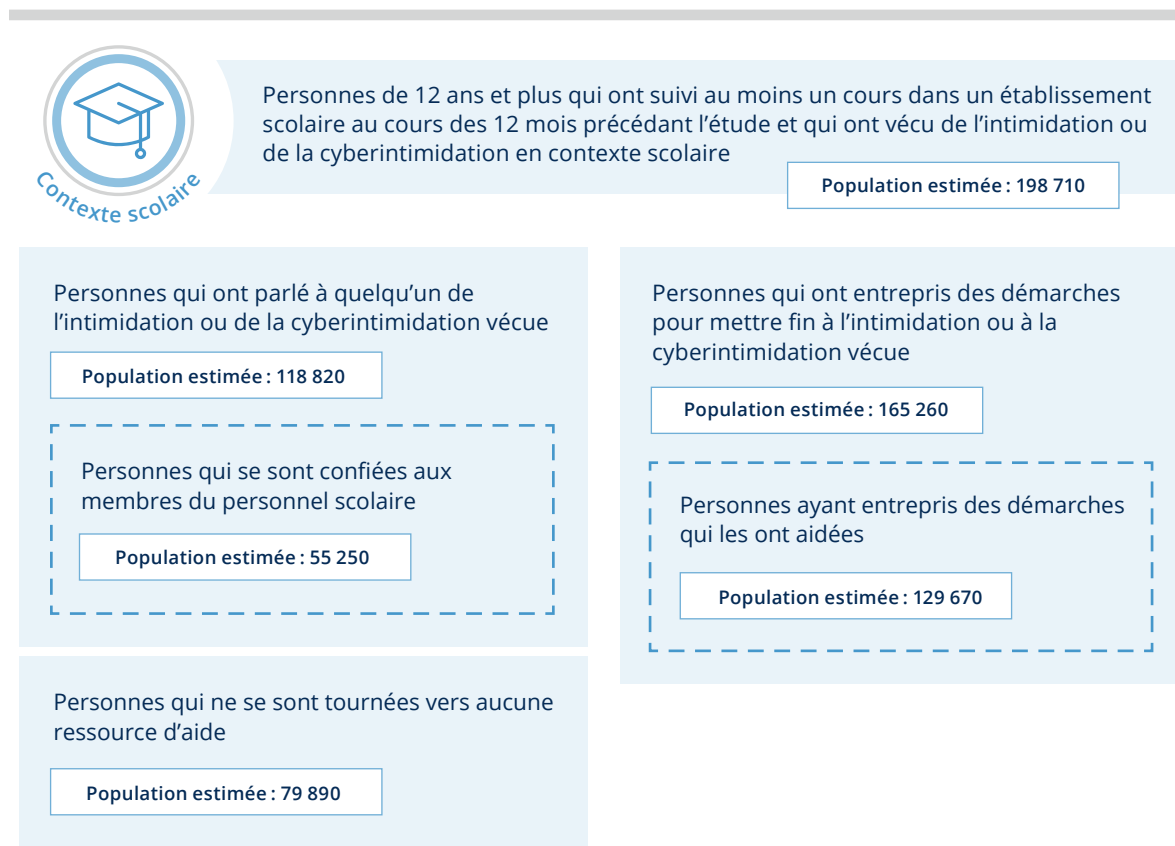 Contexte scolaire
Personnes de 12 ans et plus qui ont suivi au moins un cours dans un établissement
scolaire au cours des 12 mois précédant l’étude et qui ont vécu de l’intimidation ou
de la cyberintimidation en contexte scolaire
Population estimée : 198 710
Personnes qui ont parlé à quelqu’un de
l’intimidation ou de la cyberintimidation vécue
Population estimée : 118 820
Personnes qui se sont confiées aux
membres du personnel scolaire
Population estimée : 55 250
Personnes qui ne se sont tournées vers aucune
ressource d’aide
Population estimée : 79 890
Personnes qui ont entrepris des démarches
pour mettre fin à l’intimidation ou à la
cyberintimidation vécue
Population estimée : 165 260
Personnes ayant entrepris des démarches
qui les ont aidées
Population estimée : 129 670